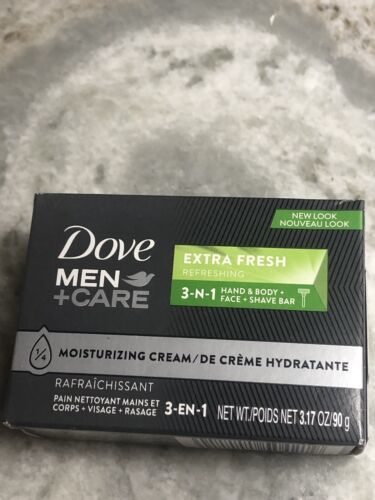 NEW LOOK
NOUVEAU LOOK
Dove
MEN
+CARE
EXTRA FRESH
REFRESHING
3-N-1 HAND & BODY +
FACE + SHAVE BAR
1/4 MOISTURIZING CREAM/DE CRÈME HYDRATANTE
RAFRAÎCHISSANT
PAIN NETTOYANT MAINS ET
CORPS + VISAGE + RASAGE 3-EN-1 NET WT./POIDS NET 3.17 OZ/90 g